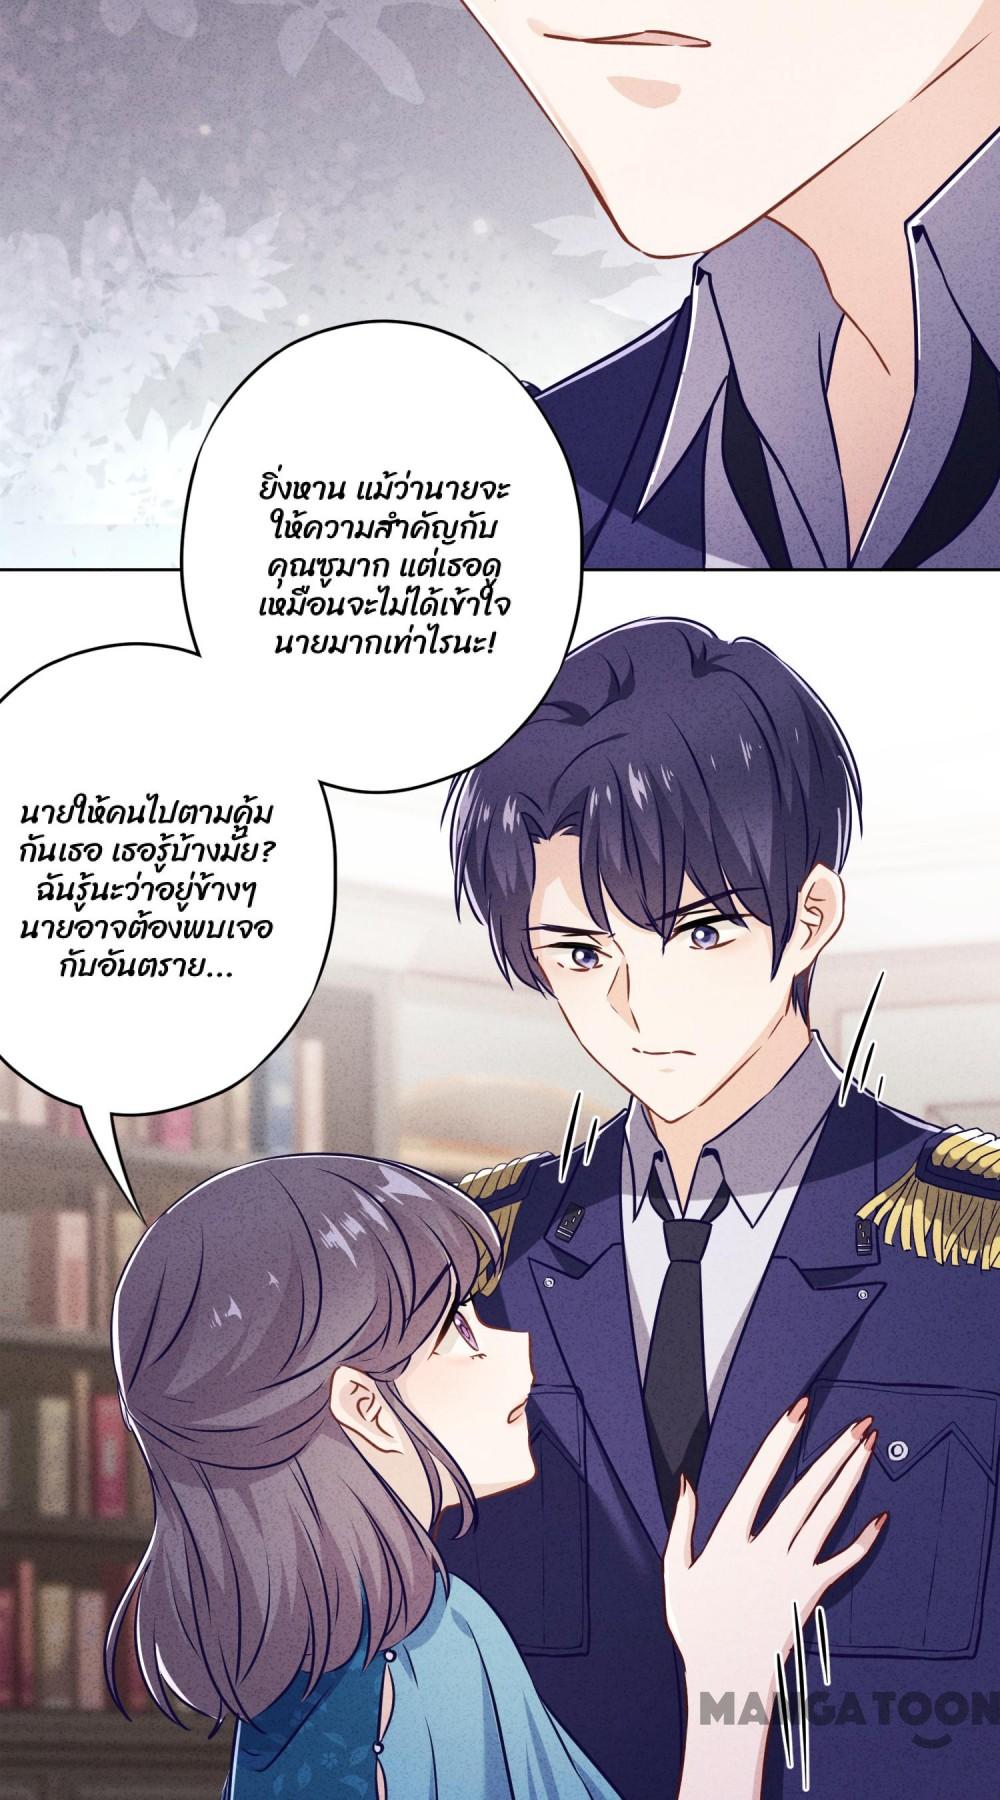 ยิ่งหาน แม้ว่านายจะ
ให้ความสำคัญกับ
คุณซูมาก แต่เธอดู
เหมือนจะไม่ได้เข้าใจ
นายมากเท่าไรนะ!
นายให้คนไปตามคุ้ม
กันเธอ เธอรู้บ้างมั้ย?
ฉันรู้นะว่าอยู่ข้างๆ
นายอาจต้องพบเจอ
กับอันตราย...
MANGA TOON